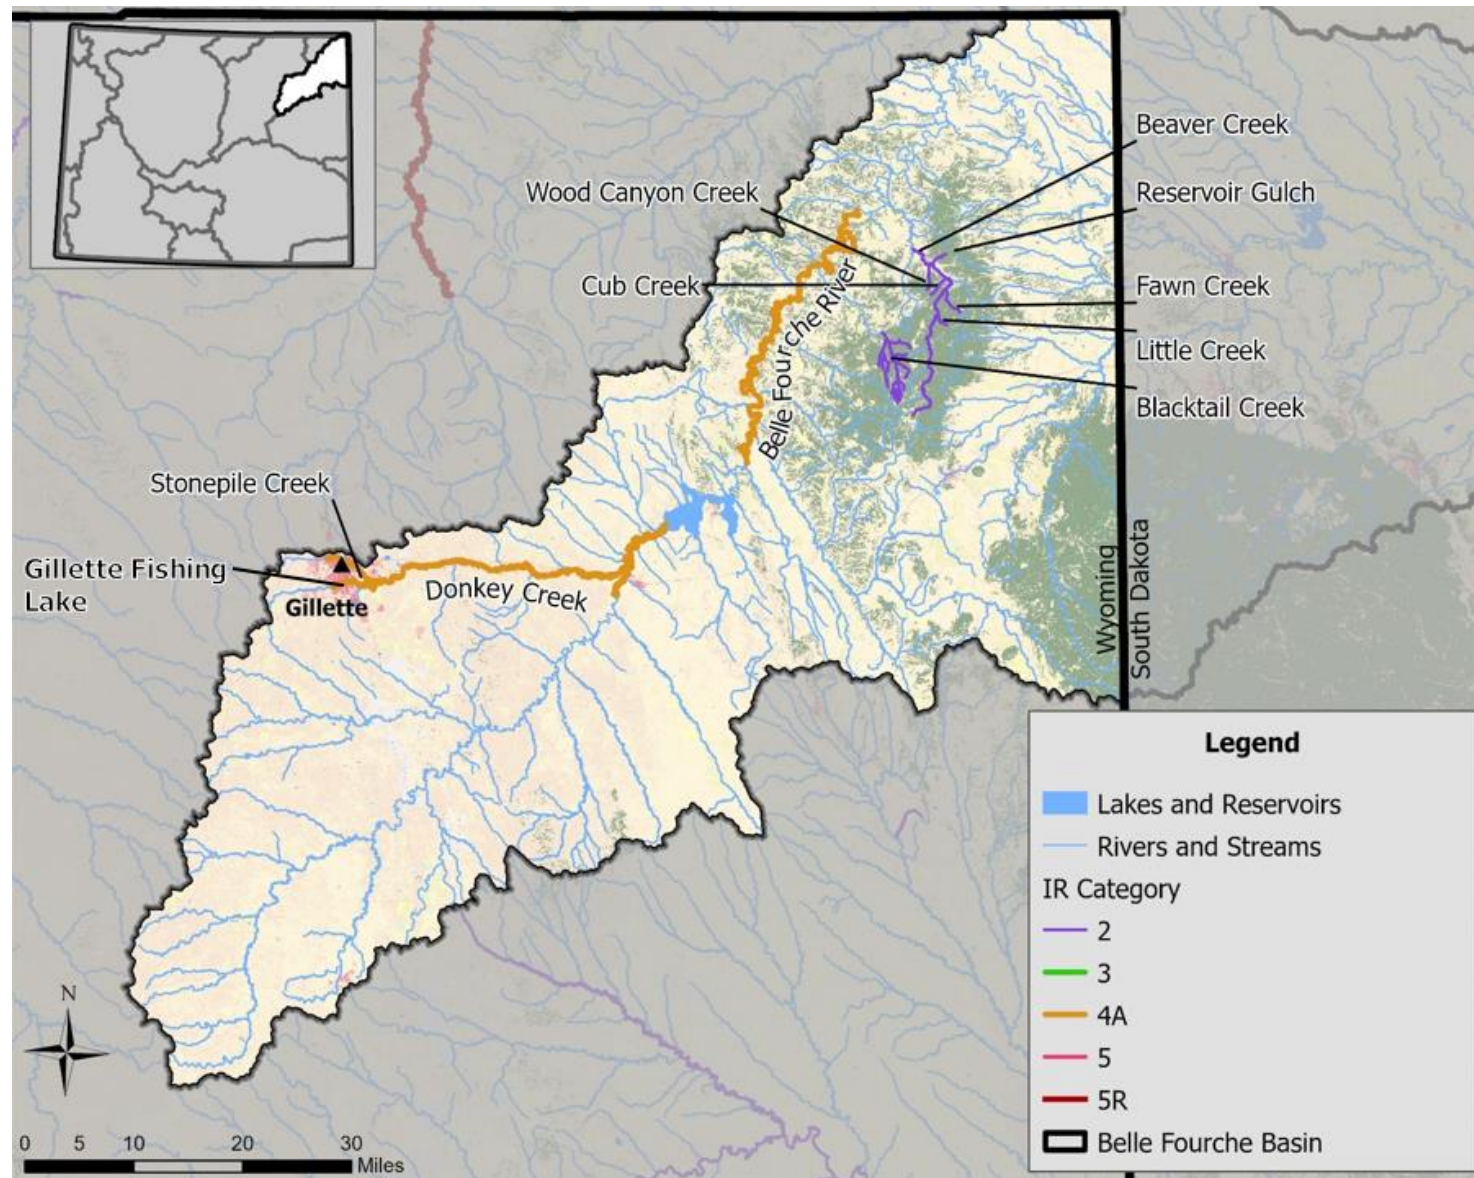 Beaver Creek
Wood Canyon Creek
Reservoir Gulch
Cub Creek
Fawn Creek
Belle Fourche River
Little Creek
Blacktail Creek
Stonepile Creek
Gillette Fishing
Lake
Gillette
Donkey Creek
Wyoming
South Dakota
Legend
Lakes and Reservoirs
Rivers and Streams
IR Category
2
3
4A
5
5R
Belle Fourche Basin
N
0 5 10 20 30
Miles